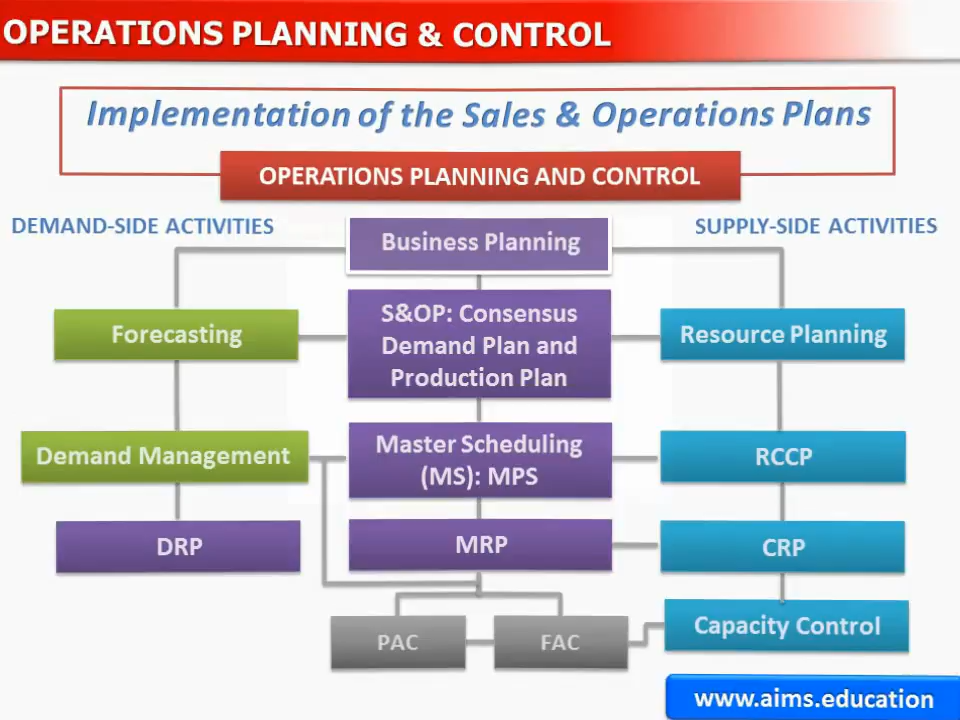 OPERATIONS PLANNING & CONTROL
Implementation of the Sales & Operations Plans
OPERATIONS PLANNING AND CONTROL
DEMAND-SIDE ACTIVITIES
SUPPLY-SIDE ACTIVITIES
Business Planning
Forecasting
S&OP: Consensus
Demand Plan and
Production Plan
Resource Planning
Demand Management
Master Scheduling
(MS): MPS
RCCP
DRP
MRP
CRP
PAC
FAC
Capacity Control
www.aims.education